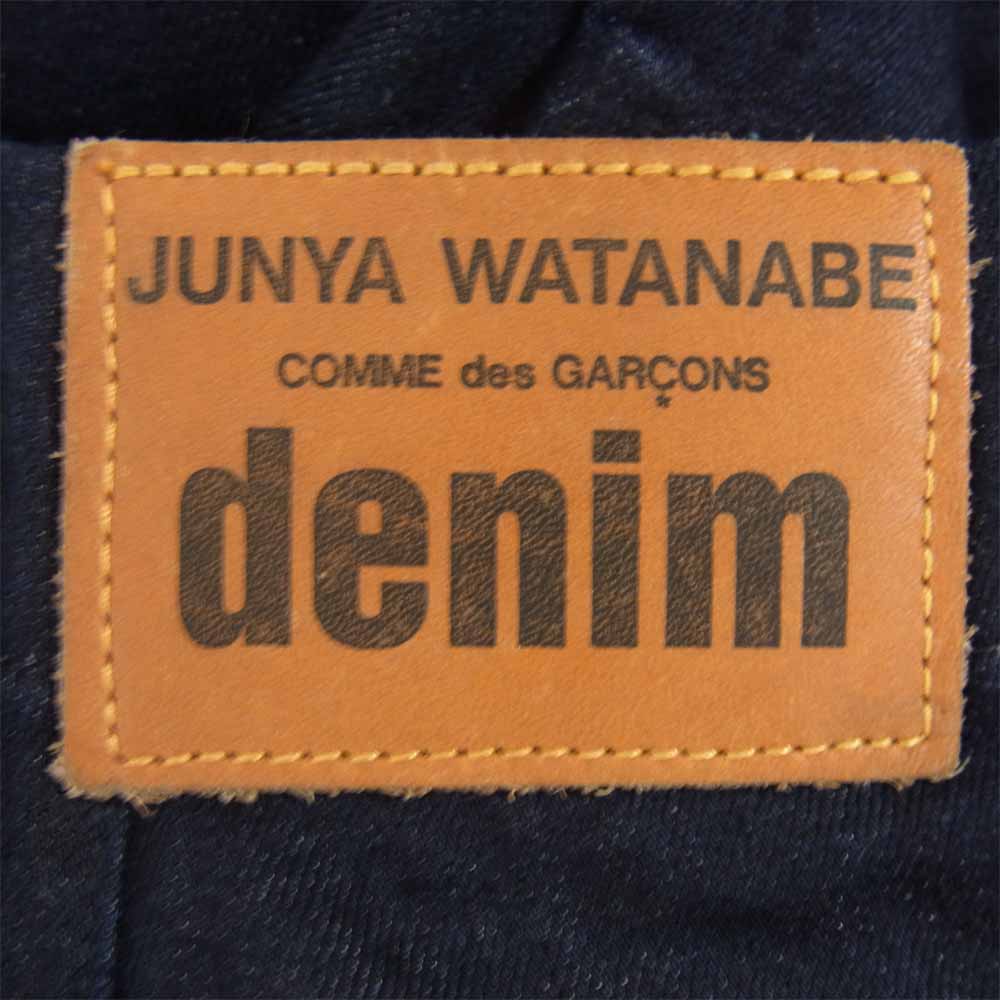 JUNYA WATANABE
COMME des GARÇONS
*
denim